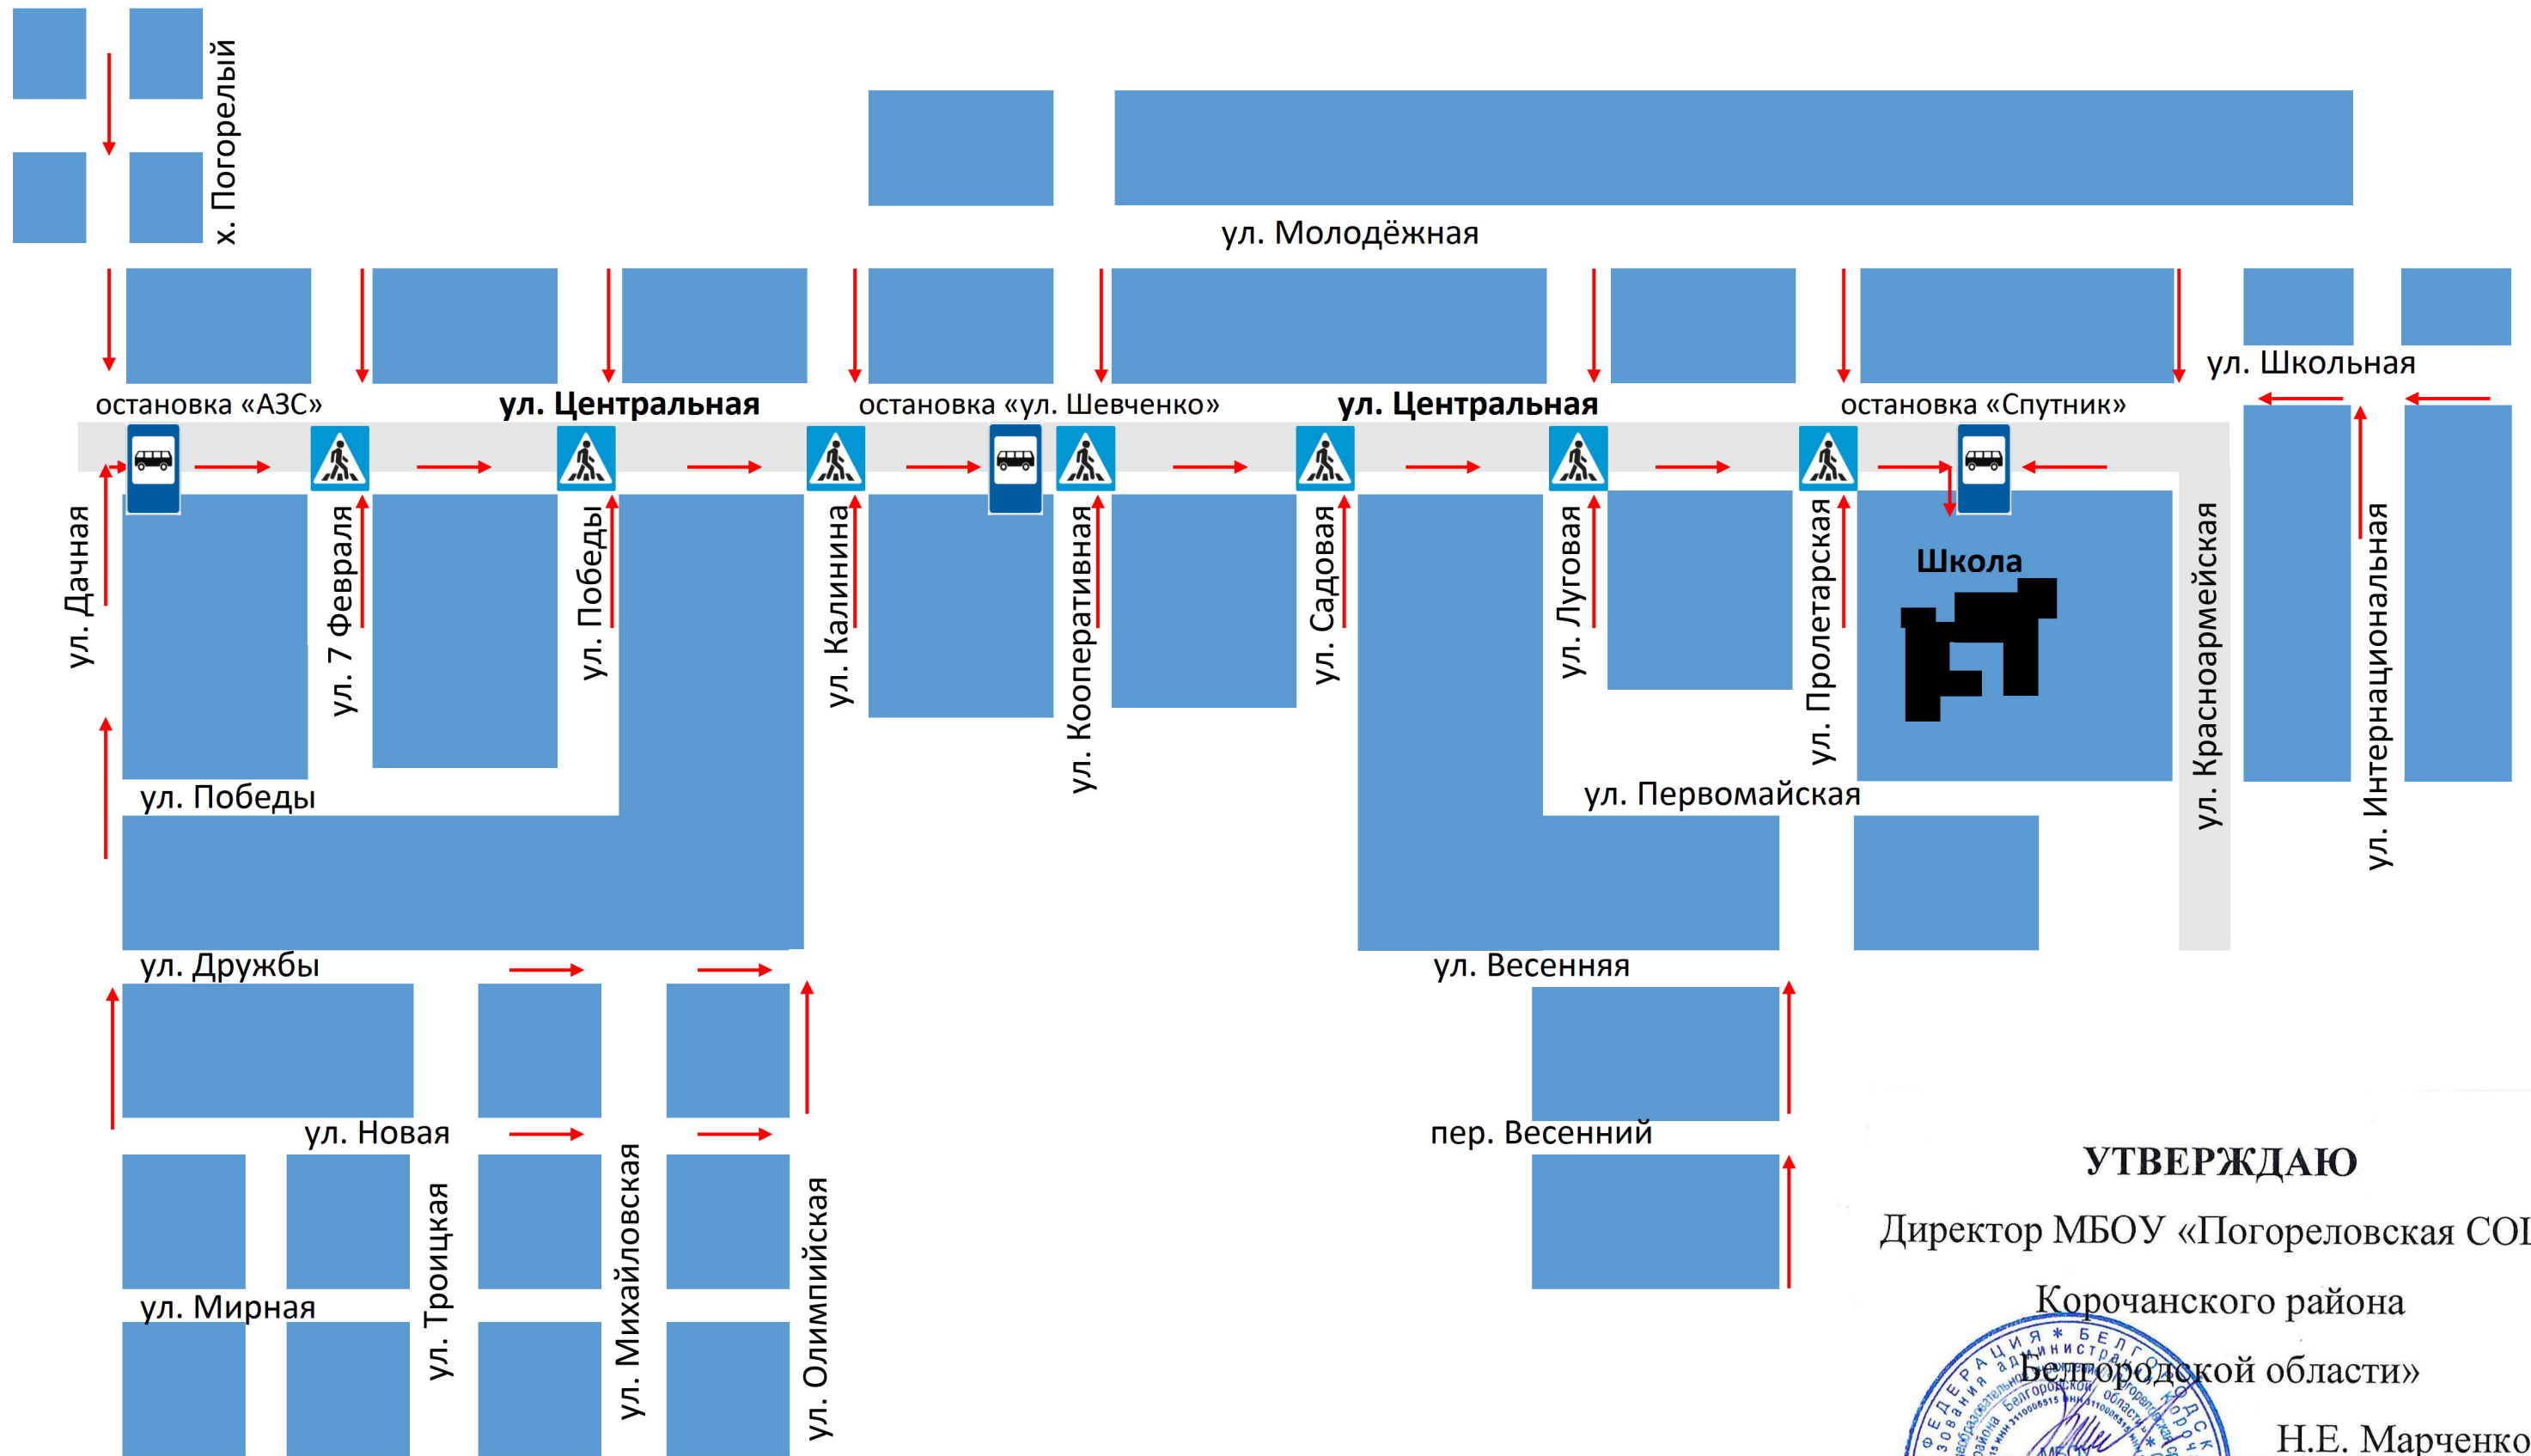 х. Погорелый
ул. Молодёжная
ул. Школьная
остановка «АЗС»
ул. Центральная
остановка «ул. Шевченко»
ул. Центральная
остановка «Спутник»
ул. Дачная
ул. 7 Февраля
ул. Победы
ул. Калинина
ул. Кооперативная
ул. Садовая
ул. Луговая
ул. Пролетарская
Школа
ул. Красноармейская
ул. Интернациональная
ул. Победы
ул. Первомайская
ул. Дружбы
ул. Весенняя
ул. Новая
пер. Весенний
ул. Троицкая
ул. Михайловская
ул. Олимпийская
ул. Мирная
УТВЕРЖДАЮ
Директор МБОУ «Погореловская
Корочанского района
Белгородской области»
Н.Е. Марченко